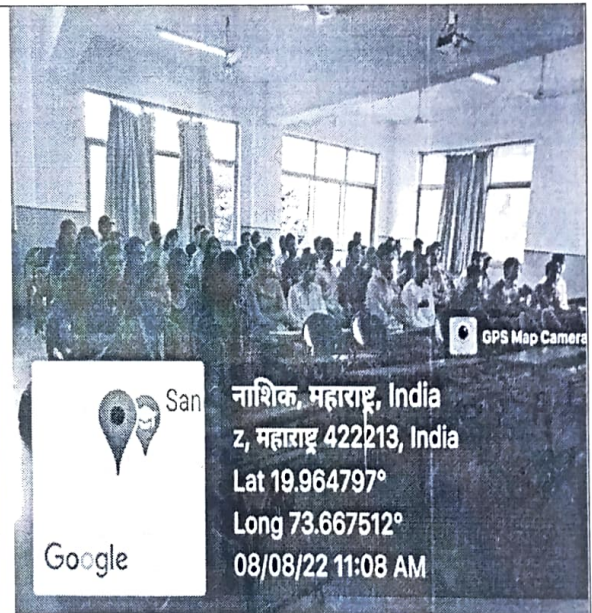 GPS Map Camera
San
Google
नाशिक, महाराष्ट्र, India
z, महाराष्ट्र 422213, India
Lat 19.964797°
Long 73.667512°
08/08/22 11:08 AM